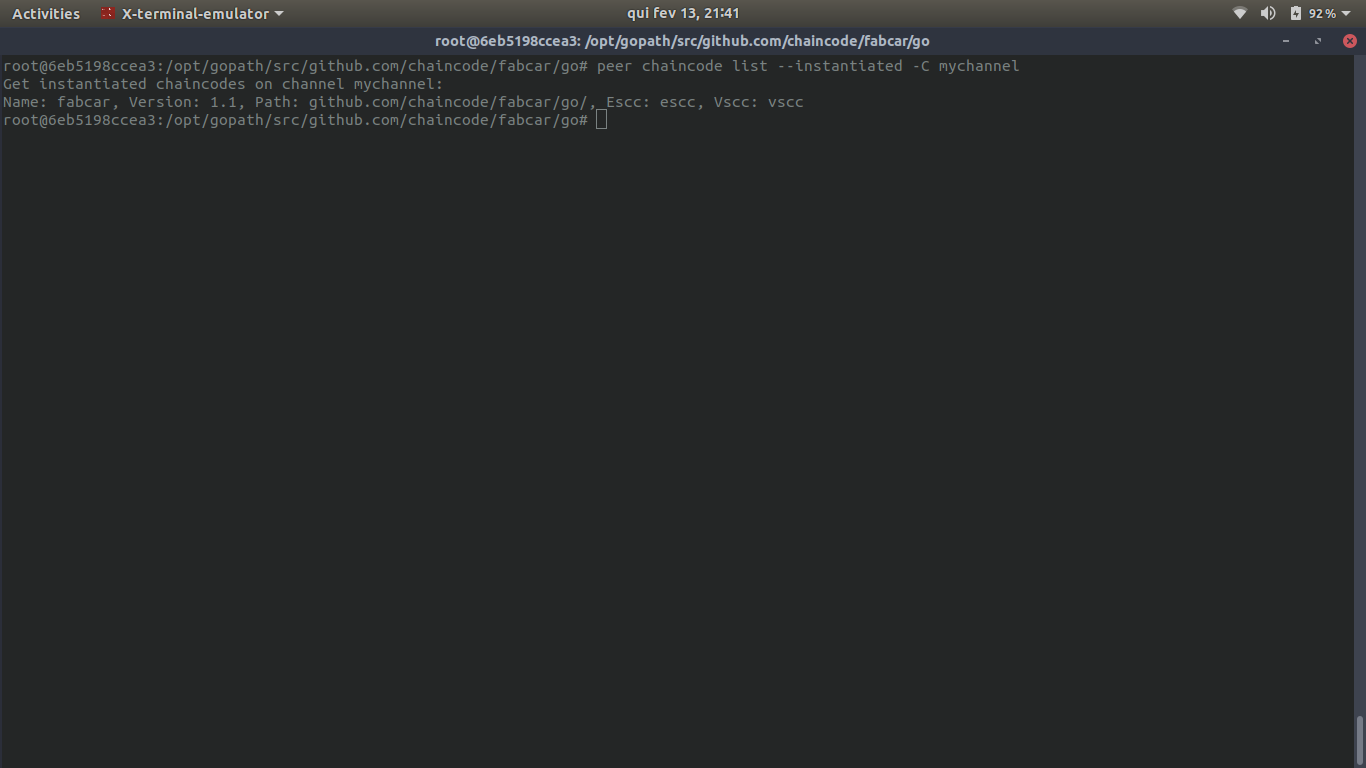 Activities X-terminal-emulator qui fev 13, 21:41 92%
root@6eb5198ccea3: /opt/gopath/src/github.com/chaincode/fabcar/go
root@6eb5198ccea3:/opt/gopath/src/github.com/chaincode/fabcar/go# peer chaincode list --instantiated -C mychannel
Get instantiated chaincodes on channel mychannel:
Name: fabcar, Version: 1.1, Path: github.com/chaincode/fabcar/go/, Escc: escc, Vscc: vscc
root@6eb5198ccea3:/opt/gopath/src/github.com/chaincode/fabcar/go#